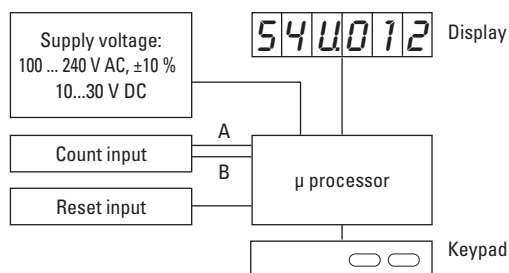 Supply voltage:
100 ... 240 V AC, ±10 %
10...30 V DC
54U.012
Display
A
Count input
B
µ processor
Reset input
Keypad